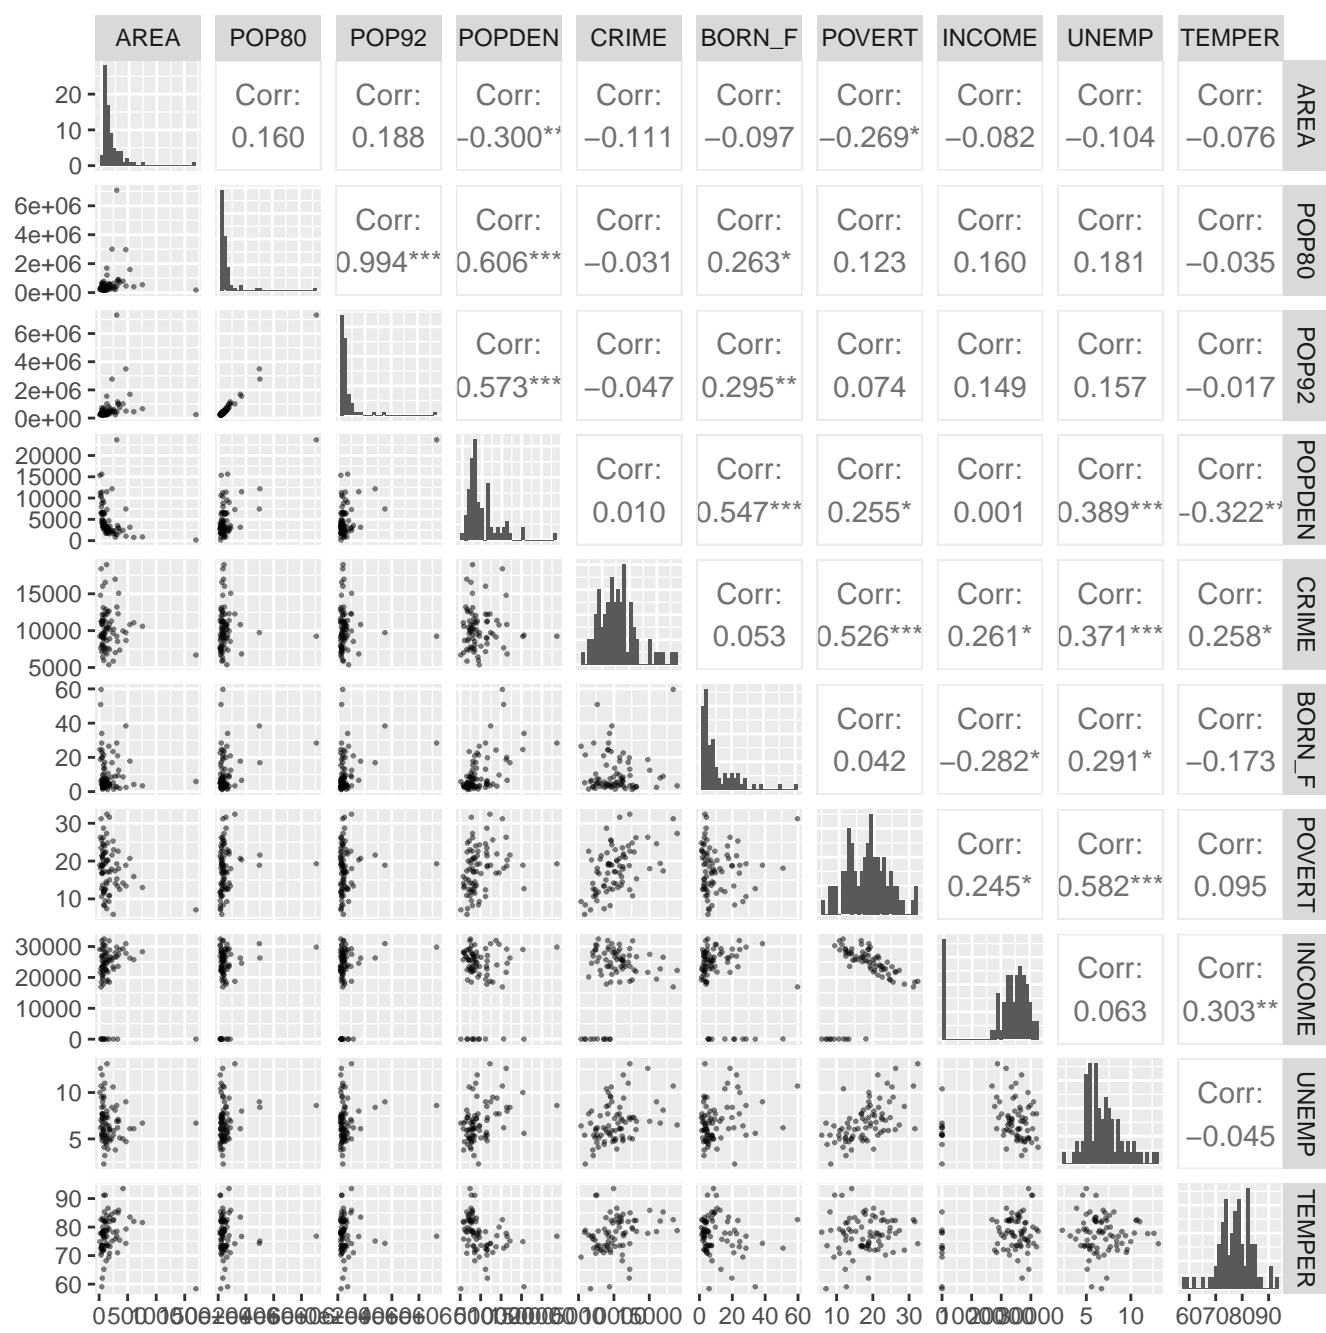 AREA POP80 POP92 POPDEN CRIME BORN_F POVERT INCOME UNEMP TEMPER
20
10
0
Corr: Corr: Corr: Corr: Corr: Corr: Corr: Corr: Corr:
0.160 0.188 −0.300** −0.111 −0.097 −0.269* −0.082 −0.104 −0.076
AREA
6e+06
4e+06
2e+06
0e+00
Corr: Corr: Corr: Corr: Corr: Corr: Corr: Corr:
0.994*** 0.606*** −0.031 0.263* 0.123 0.160 0.181 −0.035
POP80
6e+06
4e+06
2e+06
0e+00
Corr: Corr: Corr: Corr: Corr: Corr: Corr:
0.573*** −0.047 0.295** 0.074 0.149 0.157 −0.017
POP92
20000
15000
10000
5000
0
Corr: Corr: Corr: Corr: Corr: Corr:
0.010 0.547*** 0.255* 0.001 0.389*** −0.322**
POPDEN
15000
10000
5000
Corr: Corr: Corr: Corr: Corr:
0.053 0.526*** 0.261* 0.371*** 0.258*
CRIME
60
40
20
0
Corr: Corr: Corr: Corr:
0.042 −0.282* 0.291* −0.173
BORN_F
30
20
10
Corr: Corr: Corr:
0.245* 0.582*** 0.095
POVERT
30000
20000
10000
0
Corr: Corr:
0.063 0.303**
INCOME
10
5
Corr:
−0.045
UNEMP
90
80
70
60
TEMPER
0 20 40 60 10 20 30 5 10 60 70 80 90